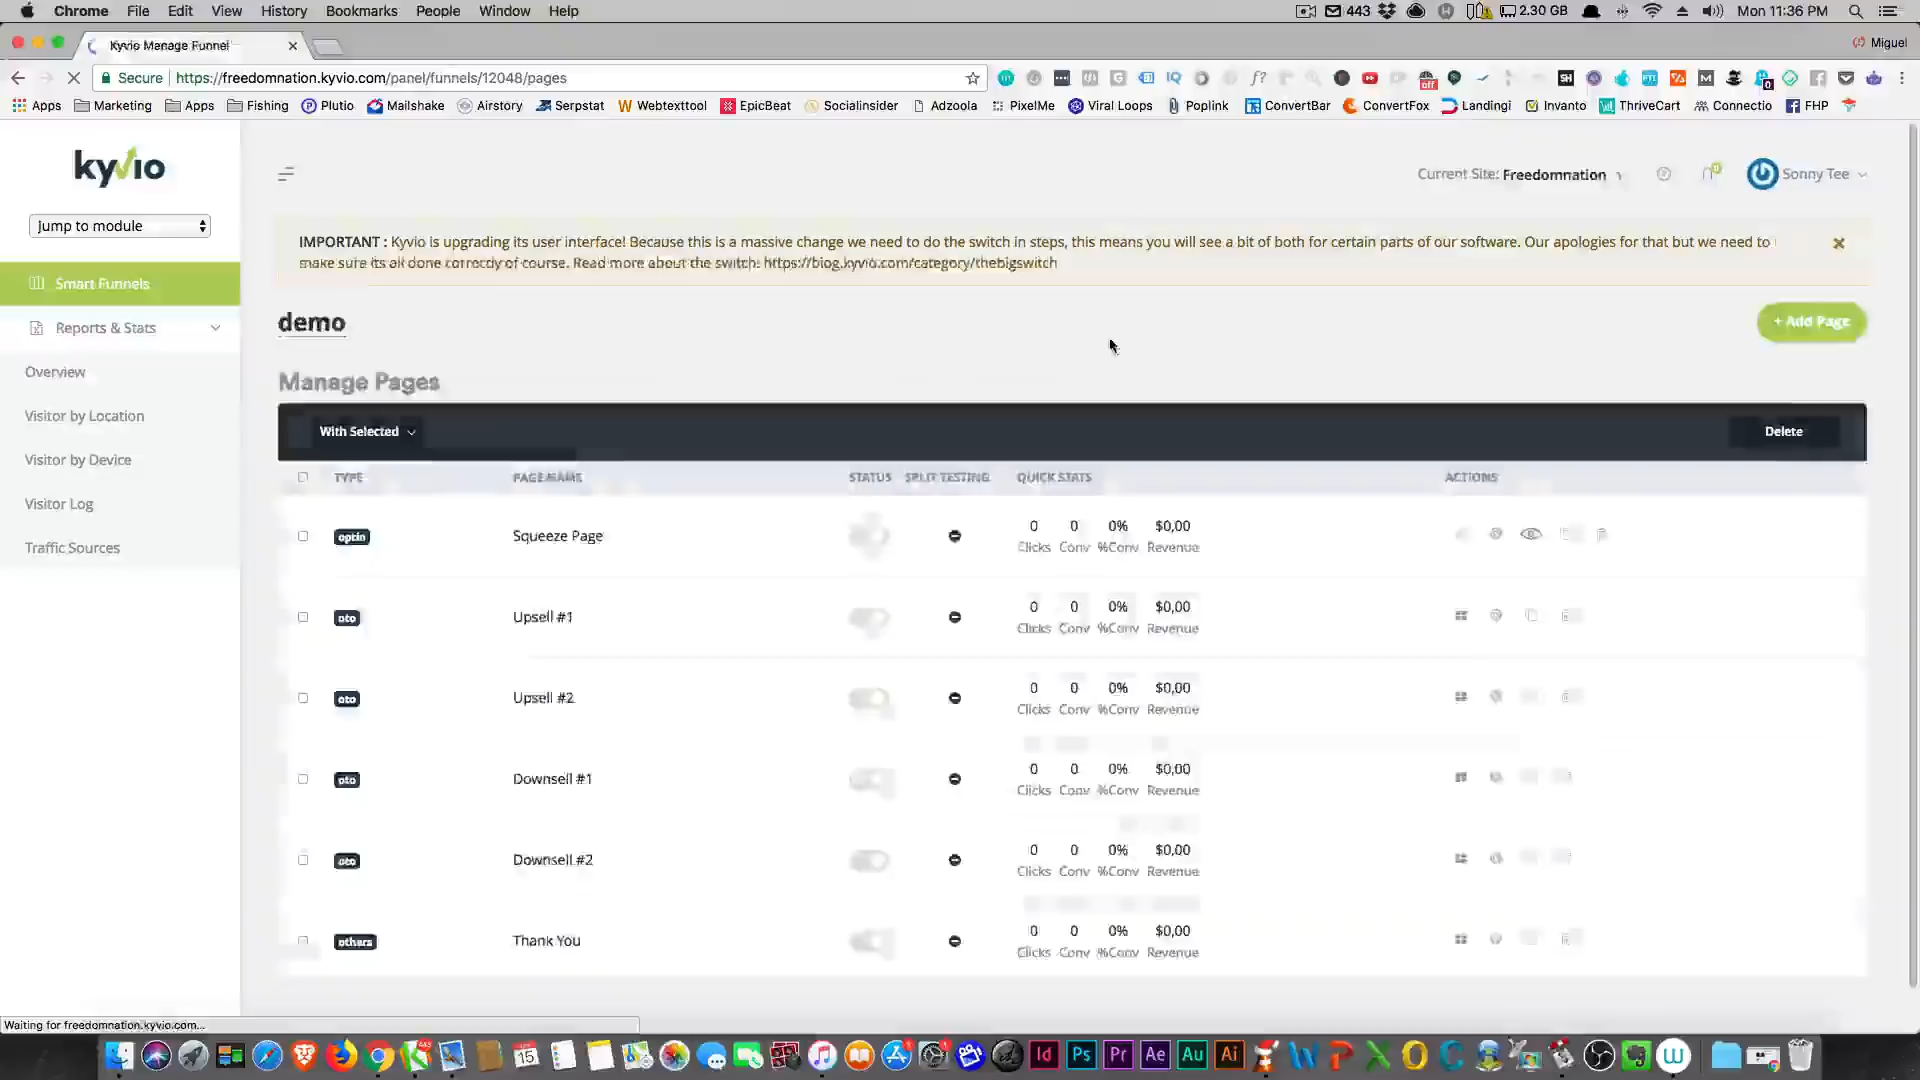 Chrome File Edit View History Bookmarks People Window Help 443 2.30 GB Mon 11:36 PM
Kyvio Manage Funnel Miguel
Secure https://freedomnation.kyvio.com/panel/funnels/12048/pages
Apps Marketing Apps Fishing Plutio Mailshake Airstory Serpstat Webtexttool EpicBeat Socialinsider Adzoola PixelMe Viral Loops Poplink ConvertBar ConvertFox Landingi Invanto ThriveCart Connectio FHP
kyvio
Current Site: Freedomnation Sonny Tee
Jump to module
IMPORTANT : Kyvio is upgrading its user interface! Because this is a massive change we need to do the switch in steps, this means you will see a bit of both for certain parts of our software. Our apologies for that but we need to
make sure its all done correctly of course. Read more about the switch: https://blog.kyvio.com/category/thebigswitch
Smart Funnels
Reports & Stats
Overview
Visitor by Location
Visitor by Device
Visitor Log
Traffic Sources
demo
+ Add Page
Manage Pages
With Selected Delete
TYPE PAGE NAME STATUS SPLIT TESTING QUICK STATS ACTIONS
optin Squeeze Page 0 0 0% $0,00
Clicks Conv %Conv Revenue
oto Upsell #1 0 0 0% $0,00
Clicks Conv %Conv Revenue
oto Upsell #2 0 0 0% $0,00
Clicks Conv %Conv Revenue
oto Downsell #1 0 0 0% $0,00
Clicks Conv %Conv Revenue
oto Downsell #2 0 0 0% $0,00
Clicks Conv %Conv Revenue
others Thank You 0 0 0% $0,00
Clicks Conv %Conv Revenue
Waiting for freedomnation.kyvio.com...
15 Id Ps Pr Ae Au Ai